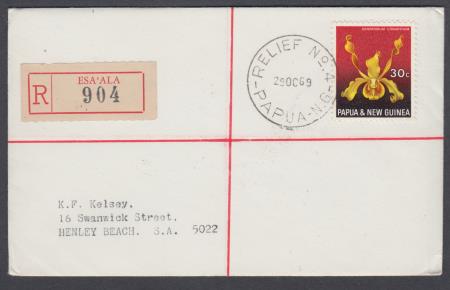 ESA'ALA
R 904
RELIEF No. 4
29OC69
PAPUA-N.G.
30c
PAPUA & NEW GUINEA
K.F. Kelsey.
16 Swanwick Street.
HENLEY BEACH. S.A. 5022